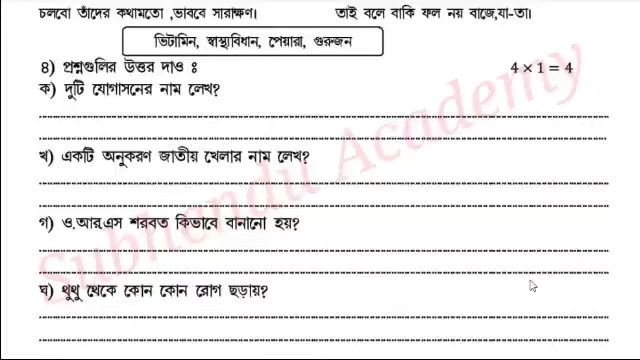 চলবো তাঁদের কথামতো ,ভাববে সারাক্ষণ। তাই বলে বাকি ফল নয় বাজে,যা-তা।
ভিটামিন, স্বাস্থ্যবিধান, পেয়ারা, গুরুজন
৪) প্রশ্নগুলির উত্তর দাও ঃ 4 × 1 = 4
ক) দুটি যোগাসনের নাম লেখ?
খ) একটি অনুকরণ জাতীয় খেলার নাম লেখ?
গ) ও.আর.এস শরবত কিভাবে বানানো হয়?
ঘ) থুথু থেকে কোন কোন রোগ ছড়ায়?
Subhendu Academy